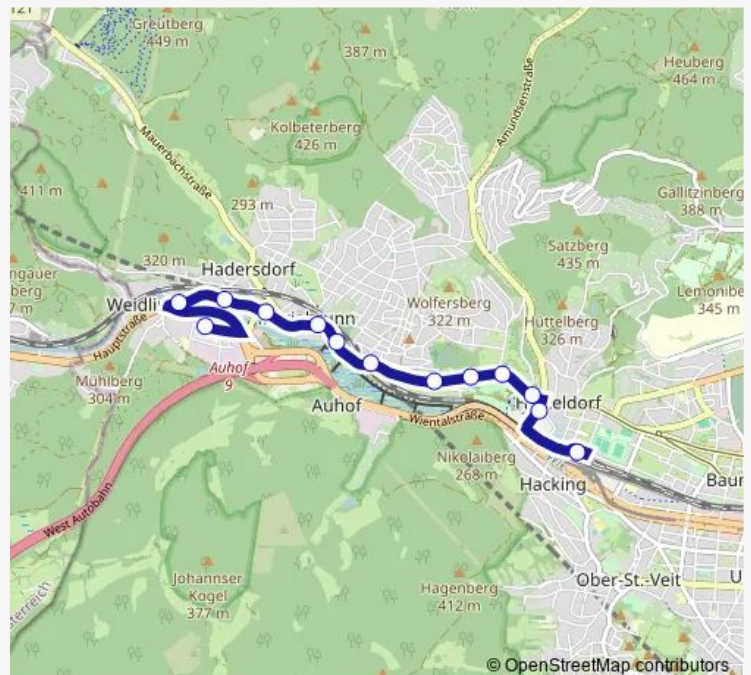 121
Greutberg
449 m
387 m
Heuberg
464 m
Kolbeterberg
426 m
Mauerbachstraße
Amundsenstraße
411 m
293 m
Gallitzinberg
388 m
320 m
Hadersdorf
Satzberg
435 m
Weidli
Wolfersberg
322 m
Hüttelberg
326 m
345 m
Hauptstraße
Mühlberg
304 m
Auhof
9
Auhof
Wientalstraße
eldorf
Nikolaiberg
268 m
Hacking
West Autobahn
Johannser
Kogel
377 m
Hagenberg
412 m
Ober-St.-Veit
© OpenStreetMap contributors